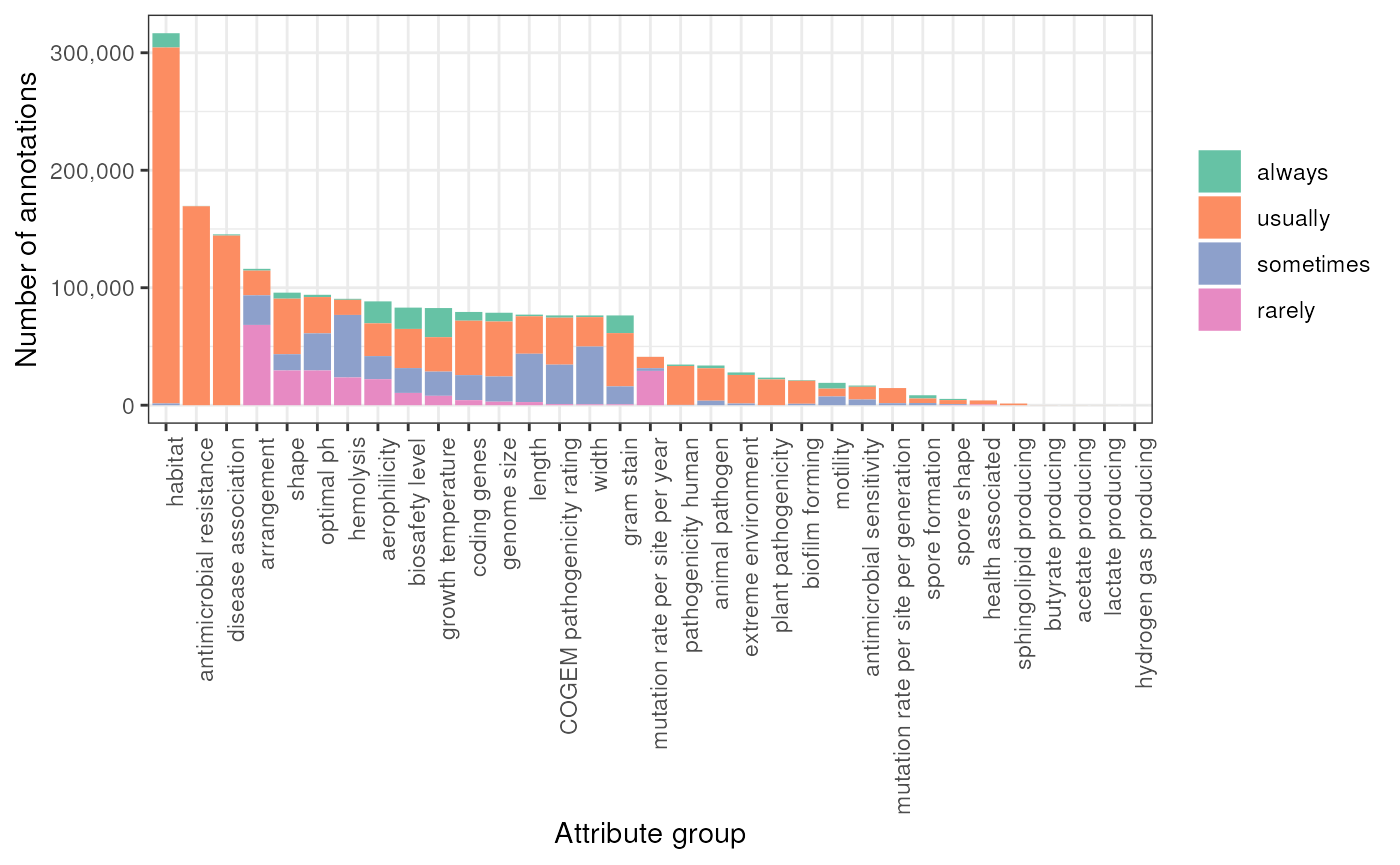 Number of annotations
300,000
200,000
100,000
0
habitat
antimicrobial resistance
disease association
arrangement
shape
optimal ph
hemolysis
aerophilicity
biosafety level
growth temperature
coding genes
genome size
length
COGEM pathogenicity rating
width
gram stain
mutation rate per site per year
pathogenicity human
animal pathogen
extreme environment
plant pathogenicity
biofilm forming
motility
antimicrobial sensitivity
mutation rate per site per generation
spore formation
spore shape
health associated
sphingolipid producing
butyrate producing
acetate producing
lactate producing
hydrogen gas producing
Attribute group
always
usually
sometimes
rarely